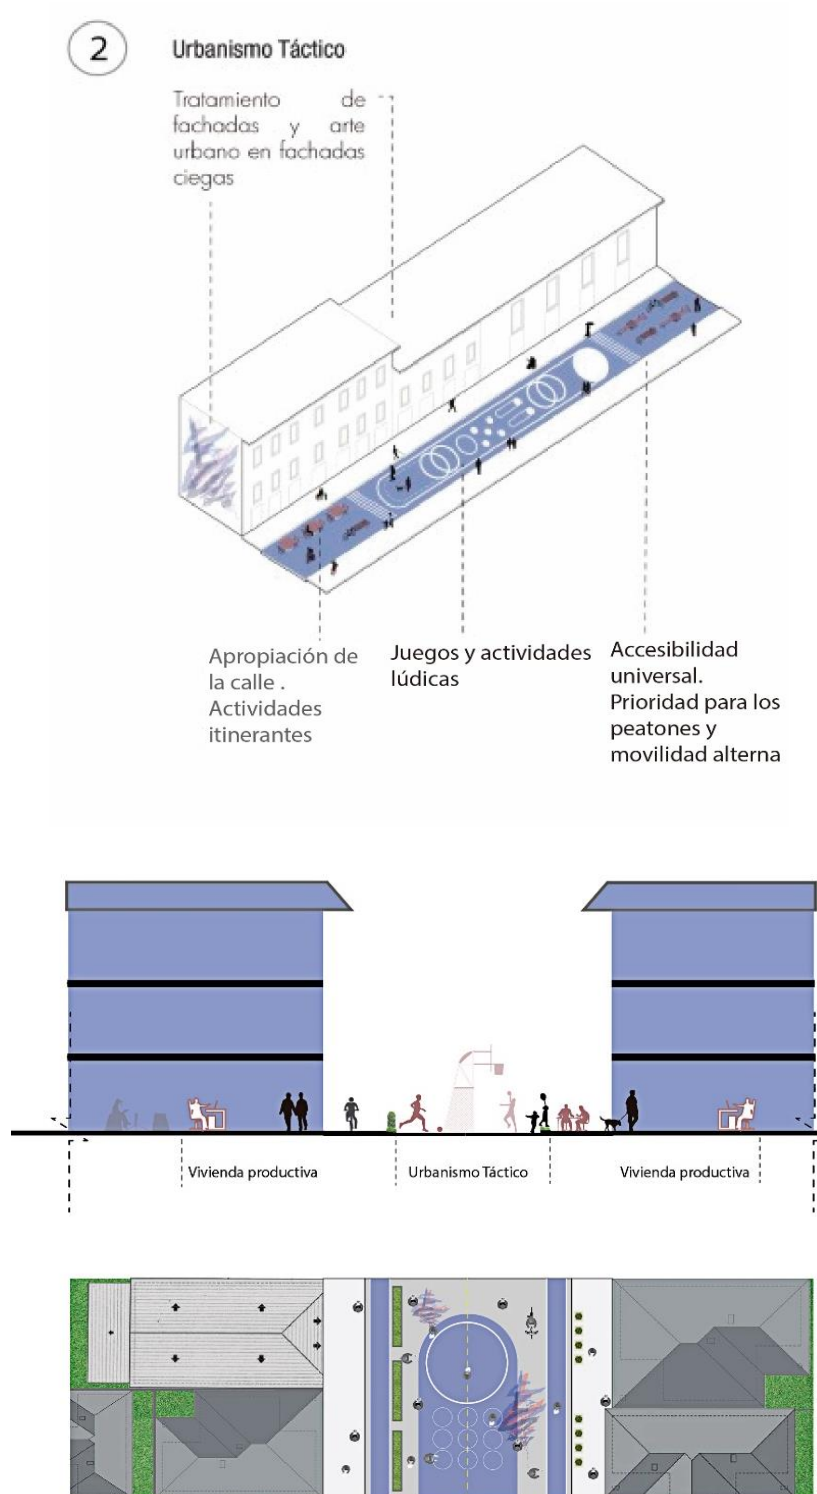 2
Urbanismo Táctico
Tratamiento de
fachadas y arte
urbano en fachadas
ciegas
Apropiación de
la calle .
Actividades
itinerantes
Juegos y actividades
lúdicas
Accesibilidad
universal.
Prioridad para los
peatones y
movilidad alterna
Vivienda productiva
Urbanismo Táctico
Vivienda productiva